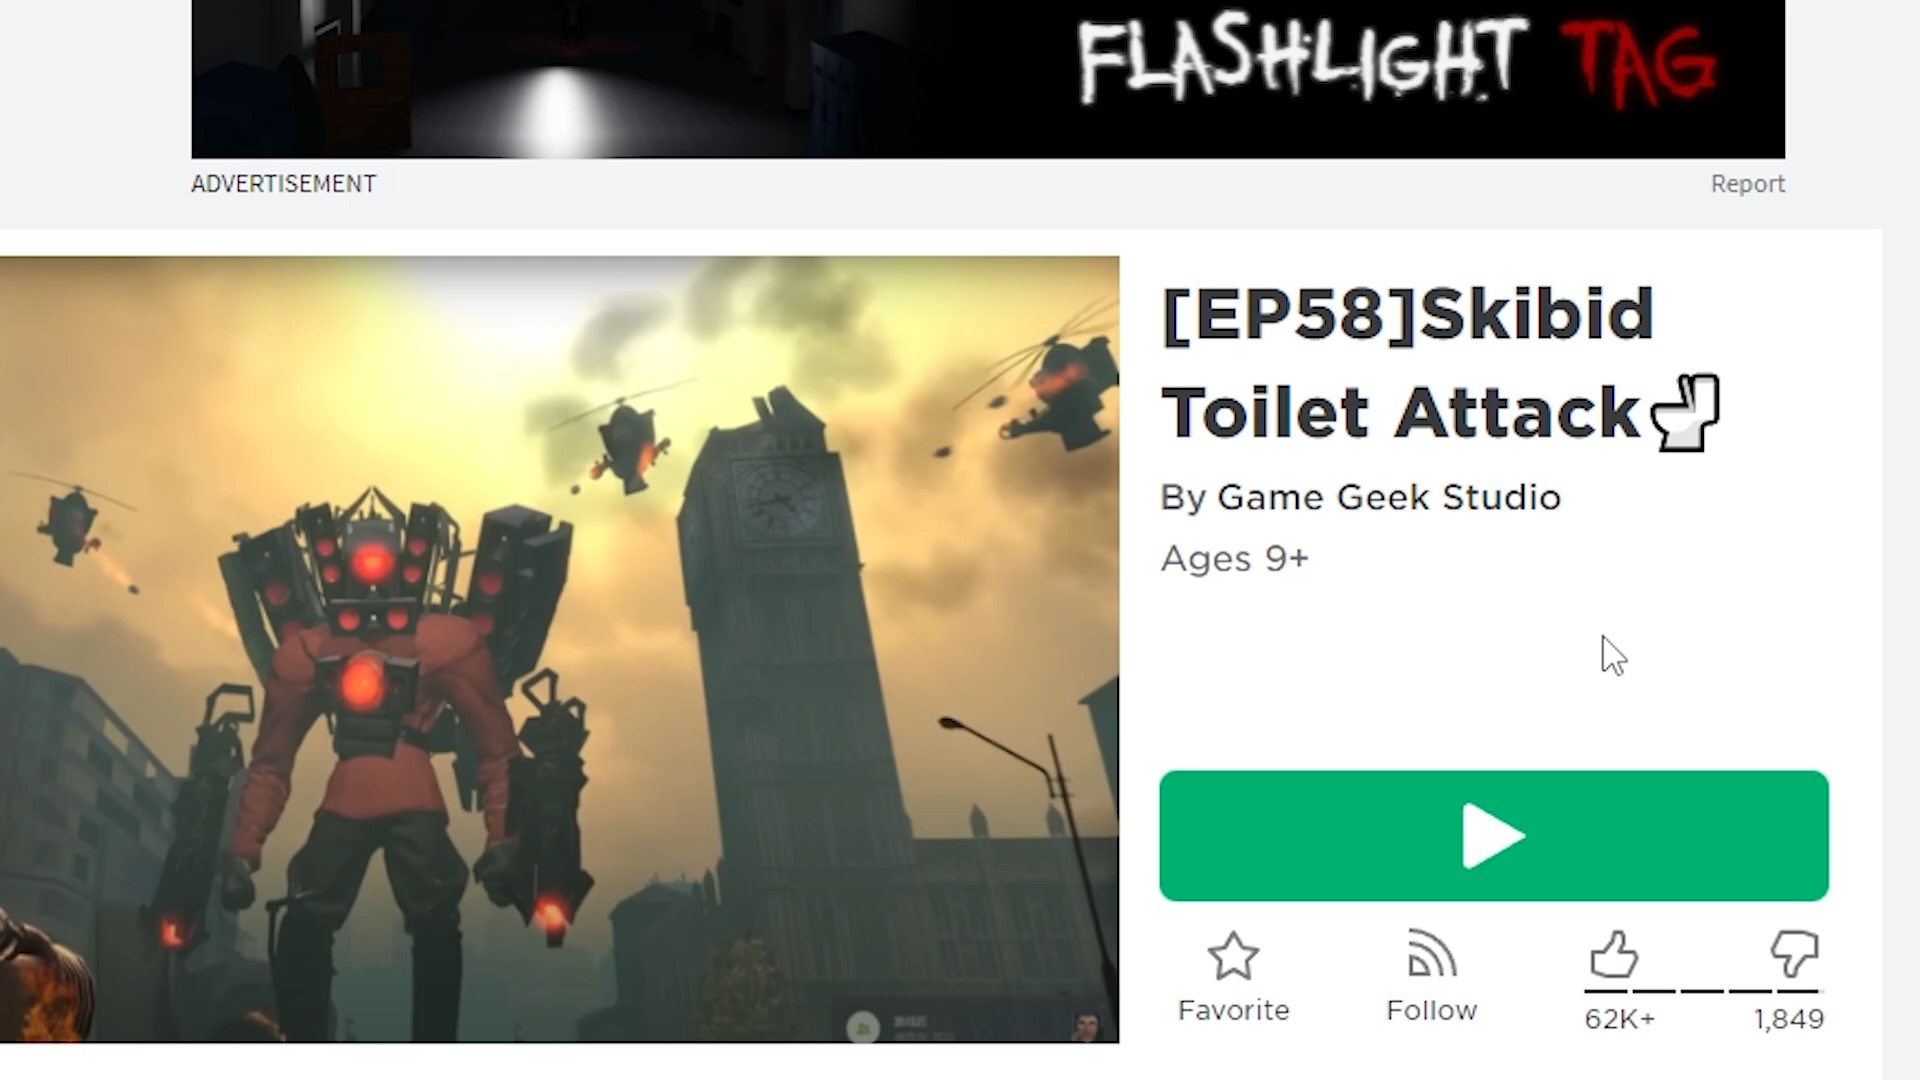 FLASHLIGHT TAG
ADVERTISEMENT
Report
[EP58]Skibid
Toilet Attack
By Game Geek Studio
Ages 9+
Favorite
Follow
62K+
1,849